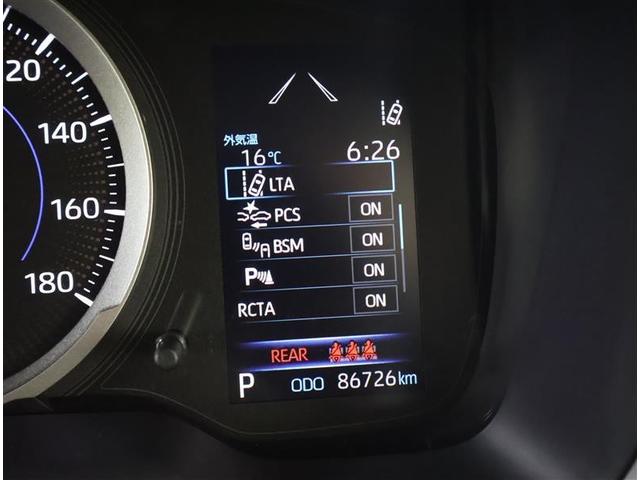 20
140
160
180
外気温
16℃ 6:26
LTA
PCS ON
BSM ON
P ON
RCTA ON
REAR
P ODO 86726km